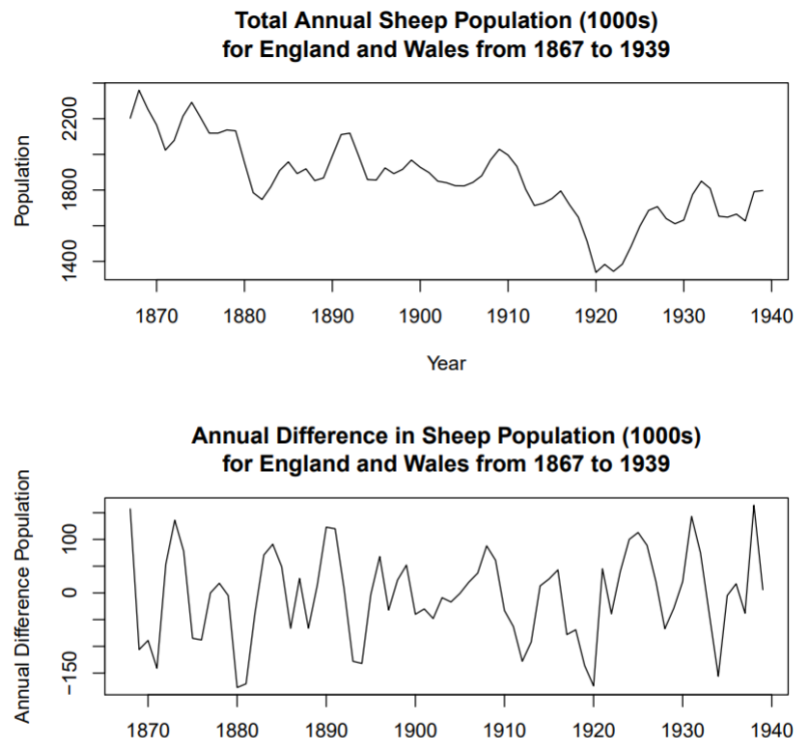 Total Annual Sheep Population (1000s)
for England and Wales from 1867 to 1939
Population
2200
1800
1400
1870 1880 1890 1900 1910 1920 1930 1940
Year
Annual Difference in Sheep Population (1000s)
for England and Wales from 1867 to 1939
Annual Difference Population
100
0
−150
1870 1880 1890 1900 1910 1920 1930 1940